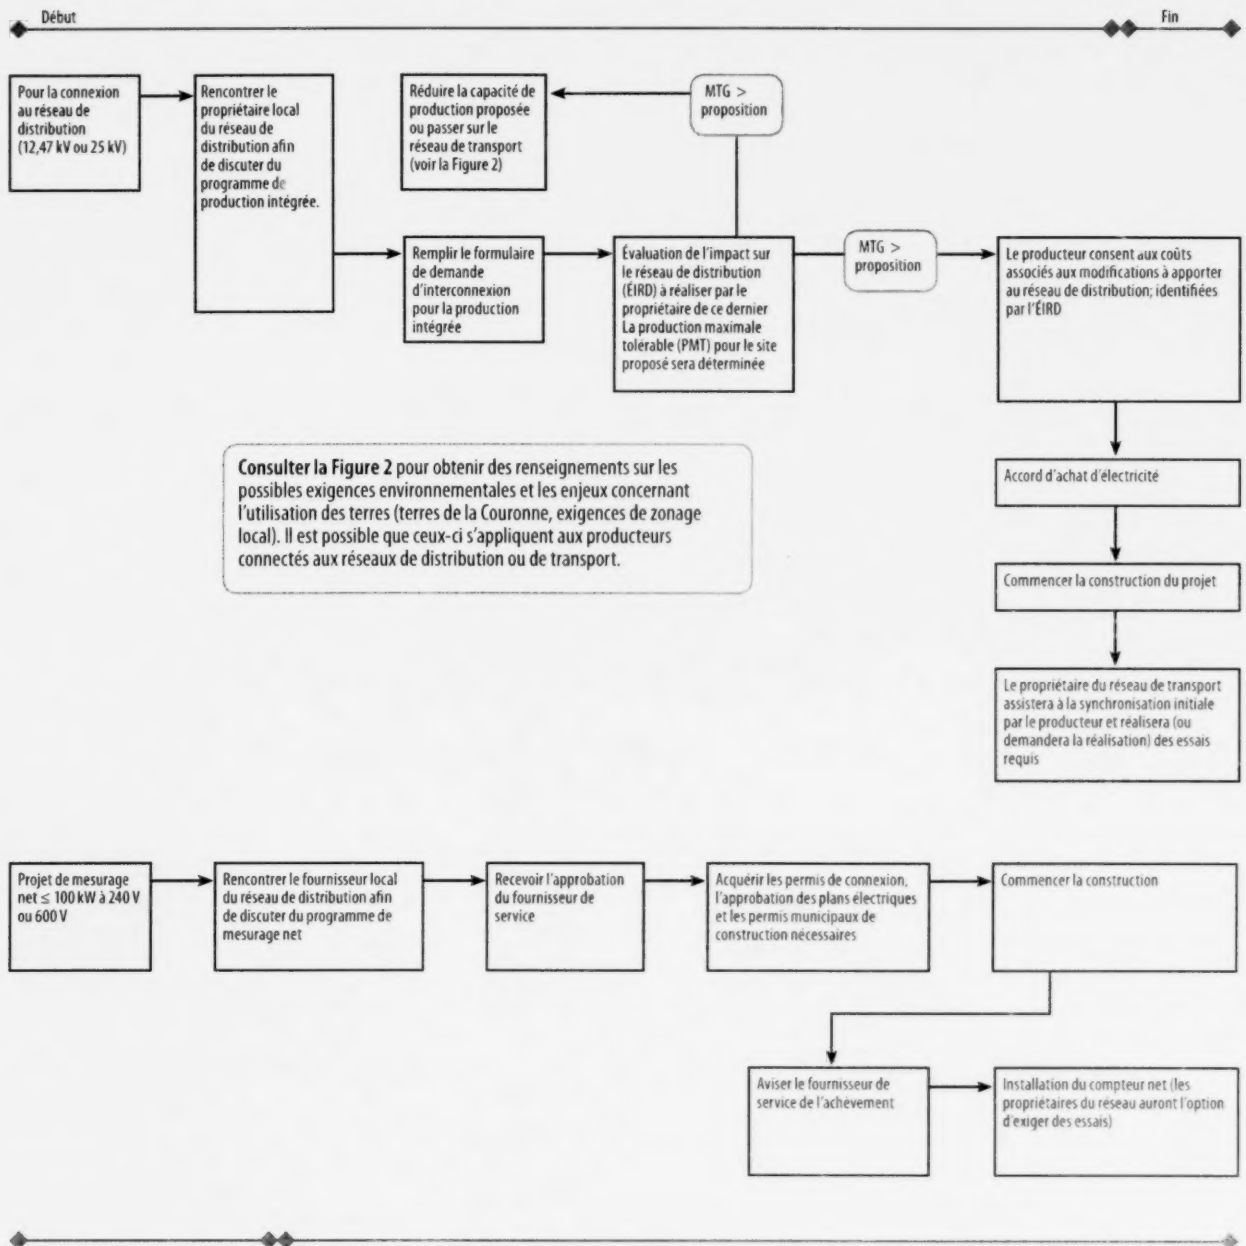 Début
Fin
Pour la connexion
au réseau de
distribution
(12,47 kV ou 25 kV)
Rencontrer le
propriétaire local
du réseau de
distribution afin
de discuter du
programme de
production intégrée.
Réduire la capacité de
production proposée
ou passer sur le
réseau de transport
(voir la Figure 2)
MTG >
proposition
Remplir le formulaire
de demande
d'interconnexion
pour la production
intégrée
Évaluation de l'impact sur
le réseau de distribution
(ÉIRD) à réaliser par le
propriétaire de ce dernier
La production maximale
tolérable (PMT) pour le site
proposé sera déterminée
MTG >
proposition
Le producteur consent aux coûts
associés aux modifications à apporter
au réseau de distribution; identifiées
par l'ÉIRD
Consulter la Figure 2 pour obtenir des renseignements sur les
possibles exigences environnementales et les enjeux concernant
l'utilisation des terres (terres de la Couronne, exigences de zonage
local). Il est possible que ceux-ci s'appliquent aux producteurs
connectés aux réseaux de distribution ou de transport.
Accord d'achat d'électricité
Commencer la construction du projet
Le propriétaire du réseau de transport
assistera à la synchronisation initiale
par le producteur et réalisera (ou
demandera la réalisation) des essais
requis
Projet de mesurage
net ≤ 100 kW à 240 V
ou 600 V
Rencontrer le fournisseur local
du réseau de distribution afin
de discuter du programme de
mesurage net
Recevoir l'approbation
du fournisseur de
service
Acquérir les permis de connexion,
l'approbation des plans électriques
et les permis municipaux de
construction nécessaires
Commencer la construction
Aviser le fournisseur de
service de l'achèvement
Installation du compteur net (les
propriétaires du réseau auront l'option
d'exiger des essais)